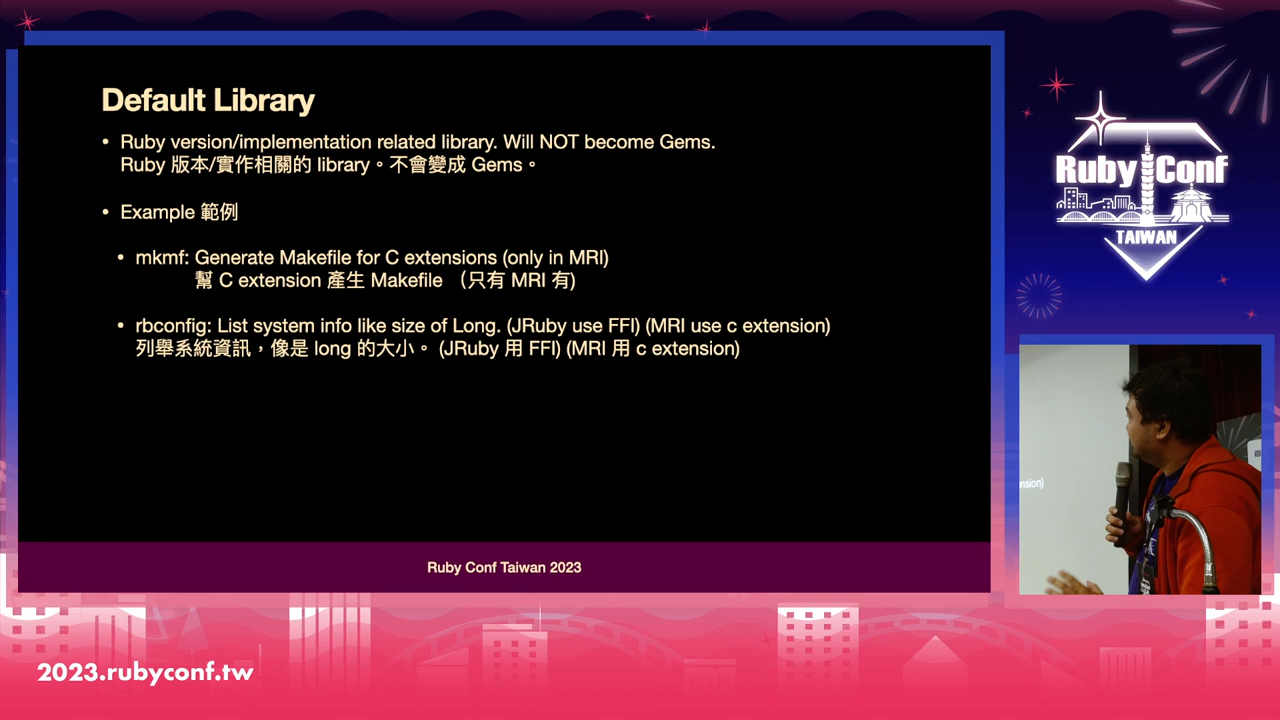 Default Library
• Ruby version/implementation related library. Will NOT become Gems.
Ruby 版本/實作相關的 library。不會變成 Gems。
• Example 範例
• mkmf: Generate Makefile for C extensions (only in MRI)
幫 C extension 產生 Makefile （只有 MRI 有)
• rbconfig: List system info like size of Long. (JRuby use FFI) (MRI use c extension)
列舉系統資訊，像是 long 的大小。 (JRuby 用 FFI) (MRI 用 c extension)
Ruby Conf Taiwan 2023
Ruby Conf
TAIWAN
nsion)
2023.rubyconf.tw